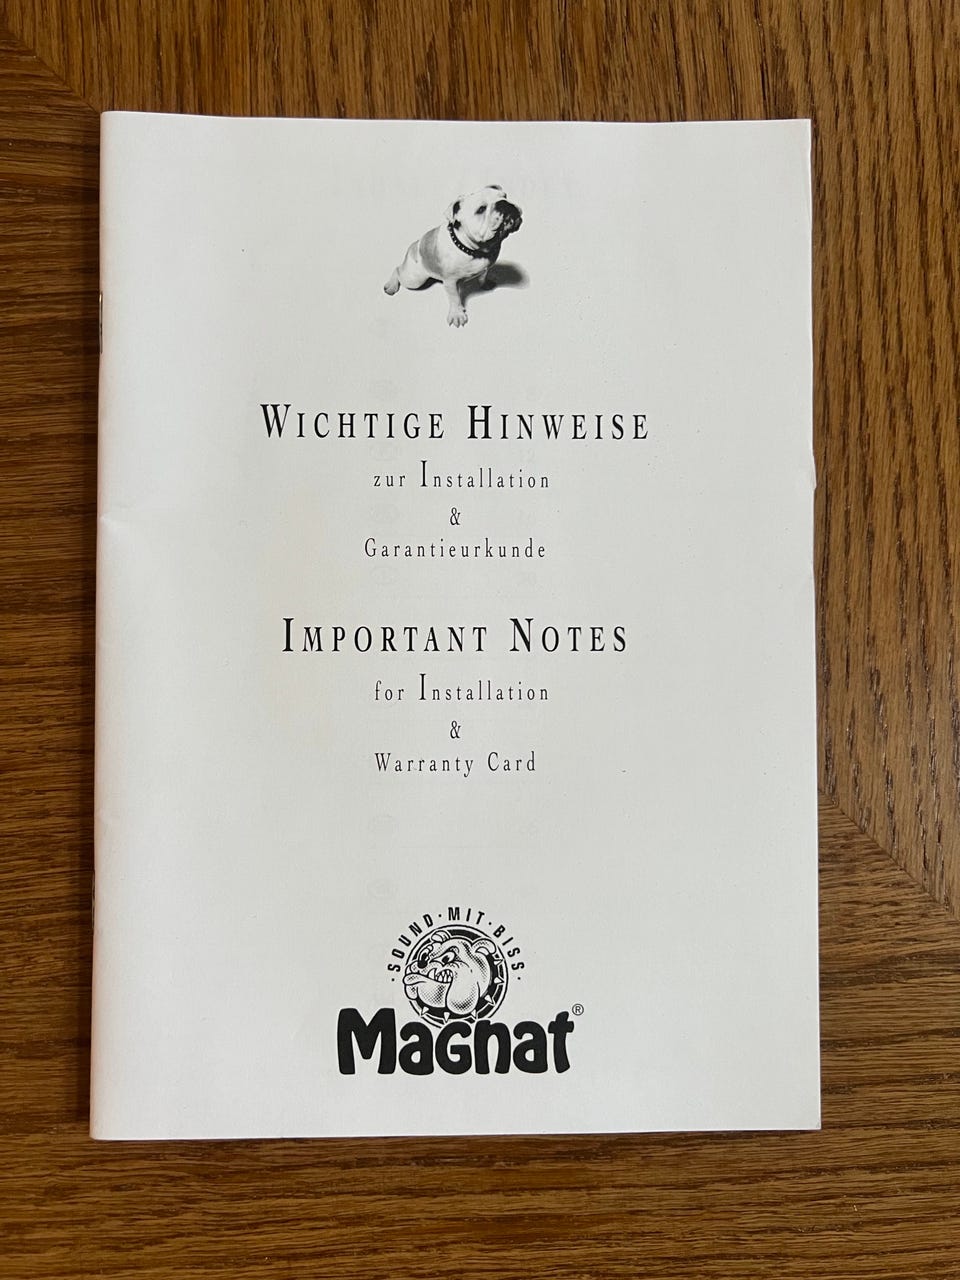 WICHTIGE HINWEISE
zur Installation
&
Garantieurkunde
IMPORTANT NOTES
for Installation
&
Warranty Card
·SOUND·MIT·BISS·
Magnat®